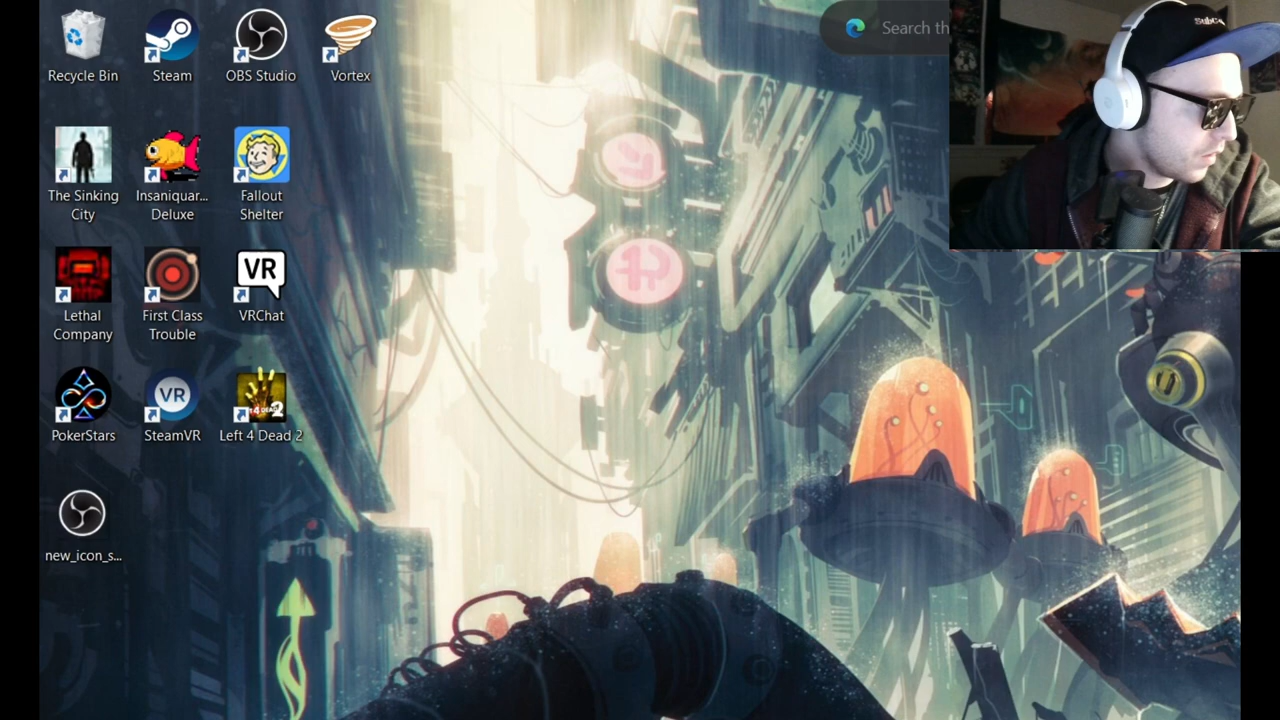 Search th
Recycle Bin
Steam
OBS Studio
Vortex
The Sinking
City
Insaniquar...
Deluxe
Fallout
Shelter
Lethal
Company
First Class
Trouble
VR
VRChat
PokerStars
VR
SteamVR
Left 4 Dead 2
new_icon_s...